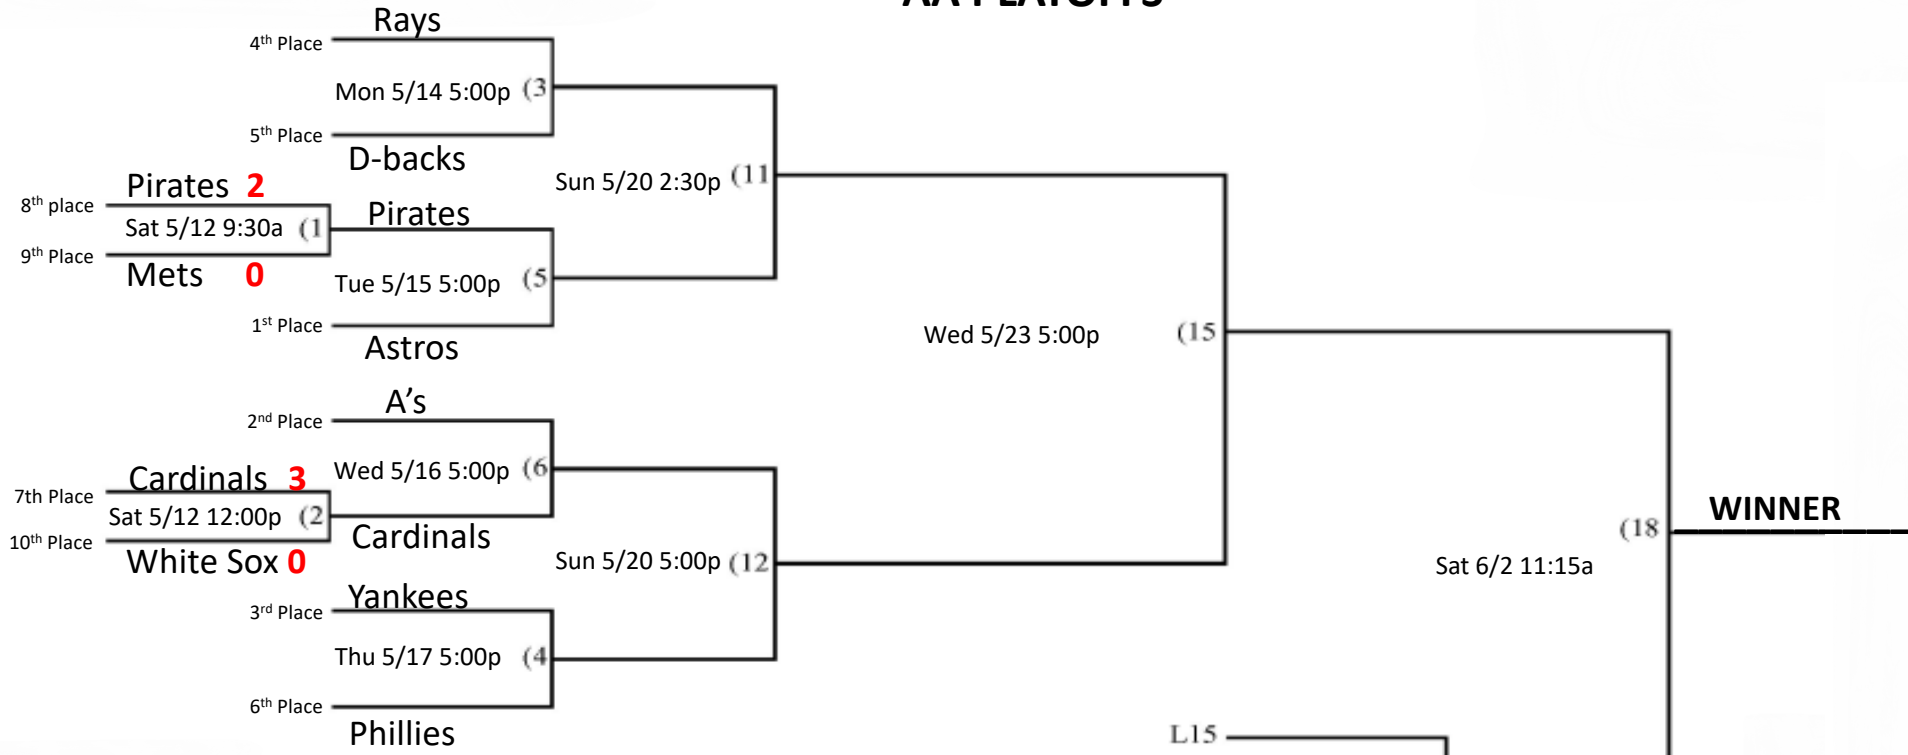 AA PLAYOFFS
Rays
4th Place
Mon 5/14 5:00p (3
5th Place
D-backs
Sun 5/20 2:30p (11
Pirates 2
8th place
Sat 5/12 9:30a (1
Pirates
9th Place
Mets 0
Tue 5/15 5:00p (5
1st Place
Astros
Wed 5/23 5:00p (15
A's
2nd Place
Cardinals 3
Wed 5/16 5:00p (6
7th Place
Sat 5/12 12:00p (2
10th Place
Cardinals
White Sox 0
Sun 5/20 5:00p (12
WINNER
(18
Sat 6/2 11:15a
Yankees
3rd Place
Thu 5/17 5:00p (4
6th Place
Phillies
L15